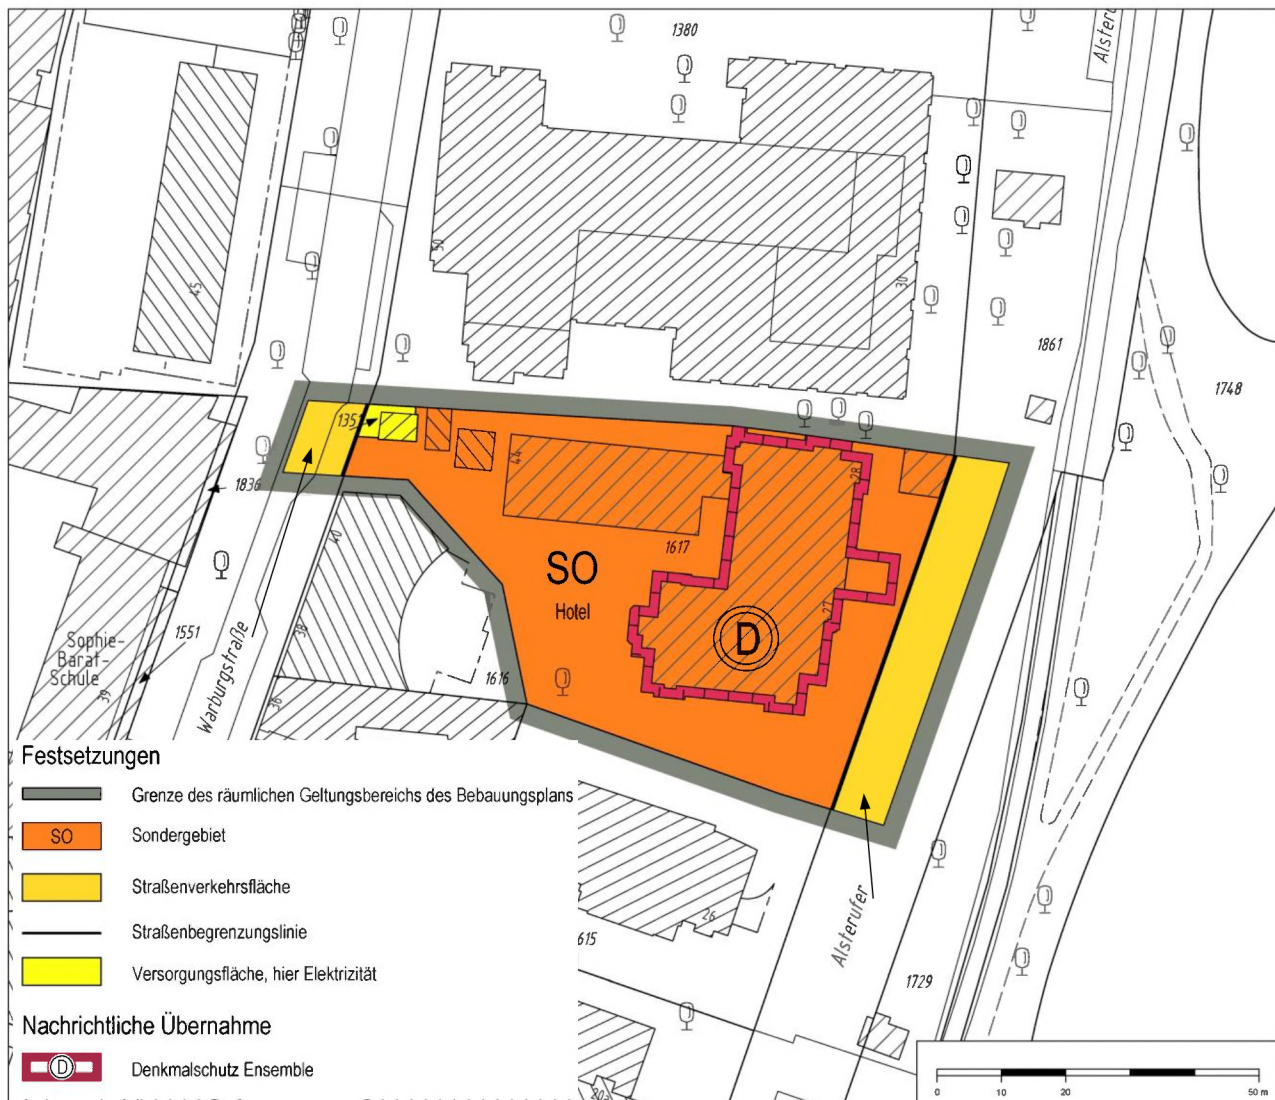 1380
Alsteru
45
50
30
1861
1748
1351
44
28
1836
40
1617
SO
Hotel
27
D
1551
38
Sophie-
Barat-
Schule
39
Warburgstraße
1616
36
Festsetzungen
Grenze des räumlichen Geltungsbereichs des Bebauungsplans
SO Sondergebiet
Straßenverkehrsfläche
Straßenbegrenzungslinie
Versorgungsfläche, hier Elektrizität
Nachrichtliche Übernahme
D Denkmalschutz Ensemble
26
615
Alsterufer
1729
0 10 20 50 m